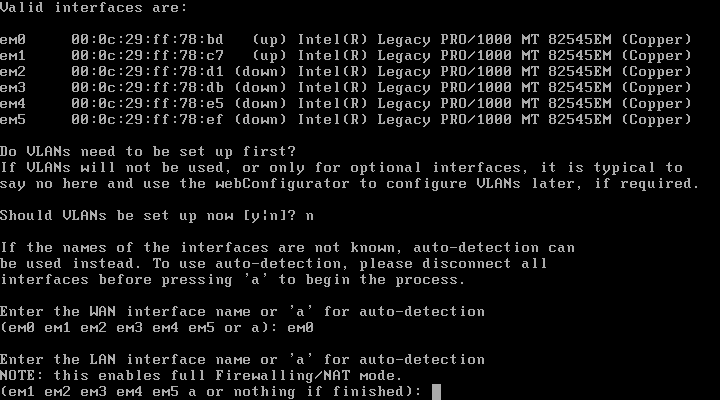 Valid interfaces are:
em0 00:0c:29:ff:78:bd (up) Intel(R) Legacy PRO/1000 MT 82545EM (Copper)
em1 00:0c:29:ff:78:c7 (up) Intel(R) Legacy PRO/1000 MT 82545EM (Copper)
em2 00:0c:29:ff:78:d1 (down) Intel(R) Legacy PRO/1000 MT 82545EM (Copper)
em3 00:0c:29:ff:78:db (down) Intel(R) Legacy PRO/1000 MT 82545EM (Copper)
em4 00:0c:29:ff:78:e5 (down) Intel(R) Legacy PRO/1000 MT 82545EM (Copper)
em5 00:0c:29:ff:78:ef (down) Intel(R) Legacy PRO/1000 MT 82545EM (Copper)
Do VLANs need to be set up first?
If VLANs will not be used, or only for optional interfaces, it is typical to
say no here and use the webConfigurator to configure VLANs later, if required.
Should VLANs be set up now [y|n]? n
If the names of the interfaces are not known, auto-detection can
be used instead. To use auto-detection, please disconnect all
interfaces before pressing 'a' to begin the process.
Enter the WAN interface name or 'a' for auto-detection
(em0 em1 em2 em3 em4 em5 or a): em0
Enter the LAN interface name or 'a' for auto-detection
NOTE: this enables full Firewalling/NAT mode.
(em1 em2 em3 em4 em5 a or nothing if finished):